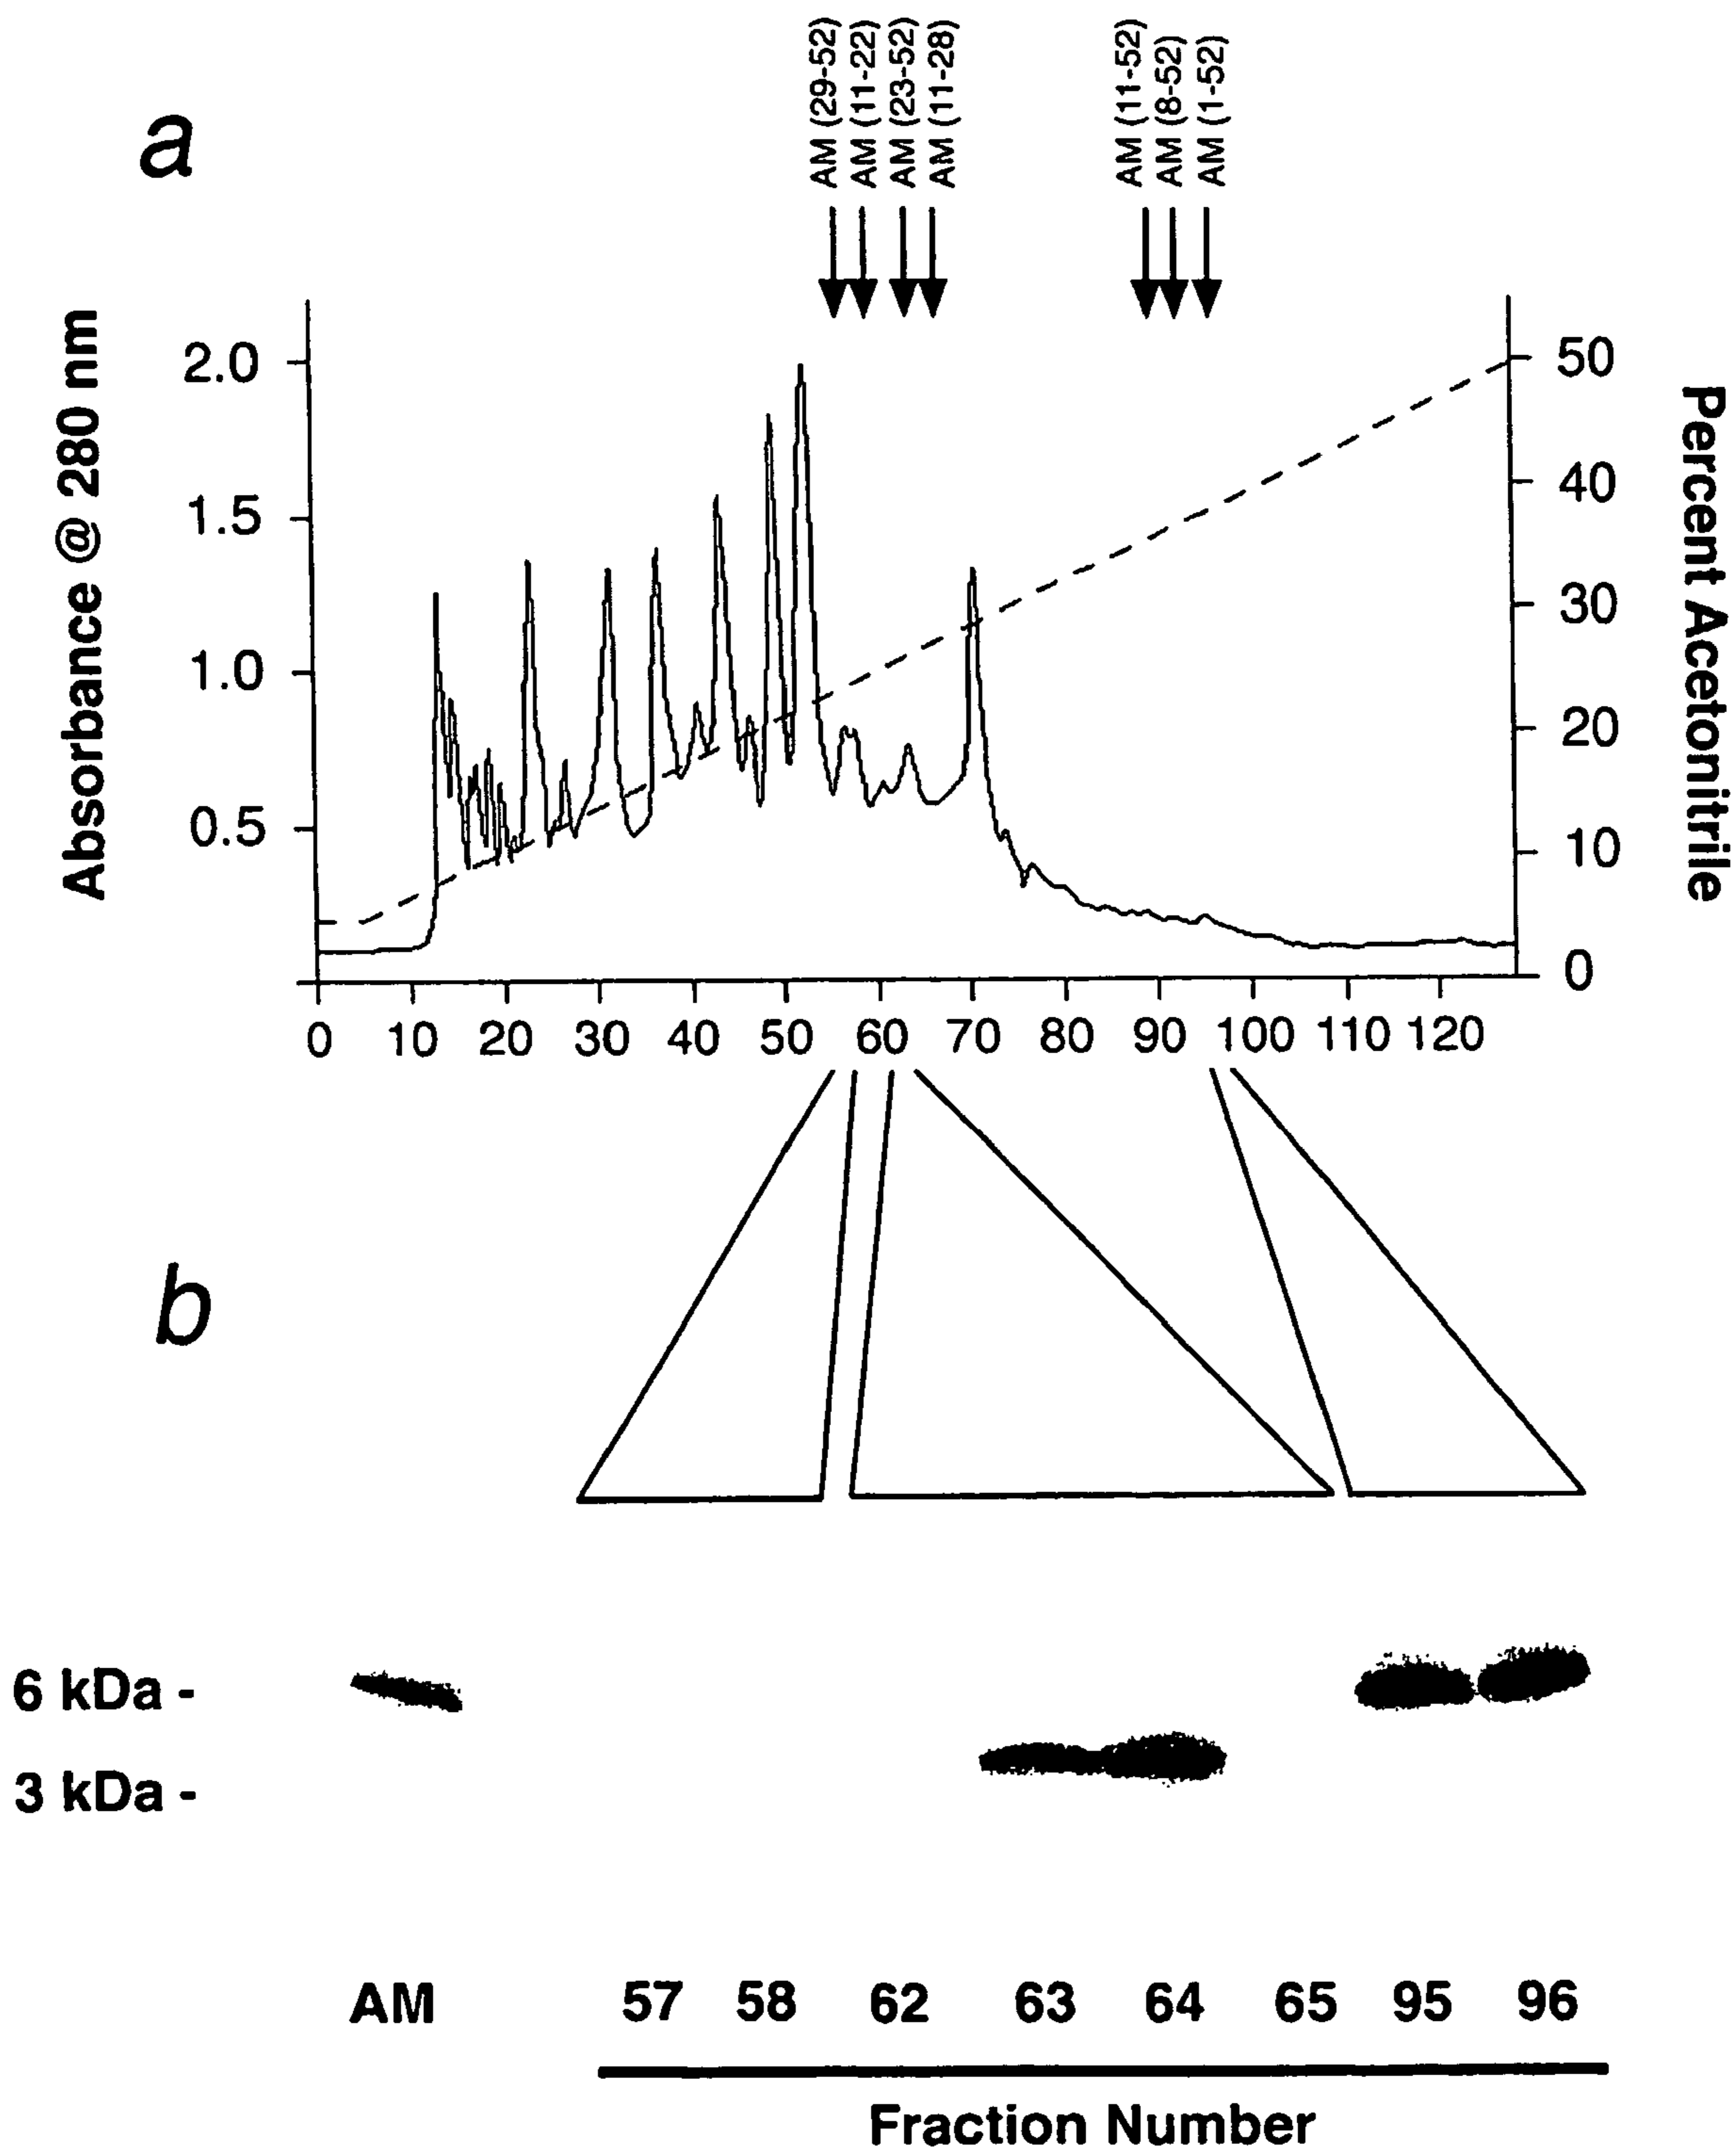 a
AM (29-52)
AM (11-22)
AM (23-52)
AM (11-28)
AM (11-52)
AM (8-52)
AM (1-52)
Absorbance @ 280 nm
2.0
1.5
1.0
0.5
Percent Acetonitrile
50
40
30
20
10
0
0 10 20 30 40 50 60 70 80 90 100 110 120
b
6 kDa -
3 kDa -
AM 57 58 62 63 64 65 95 96
Fraction Number